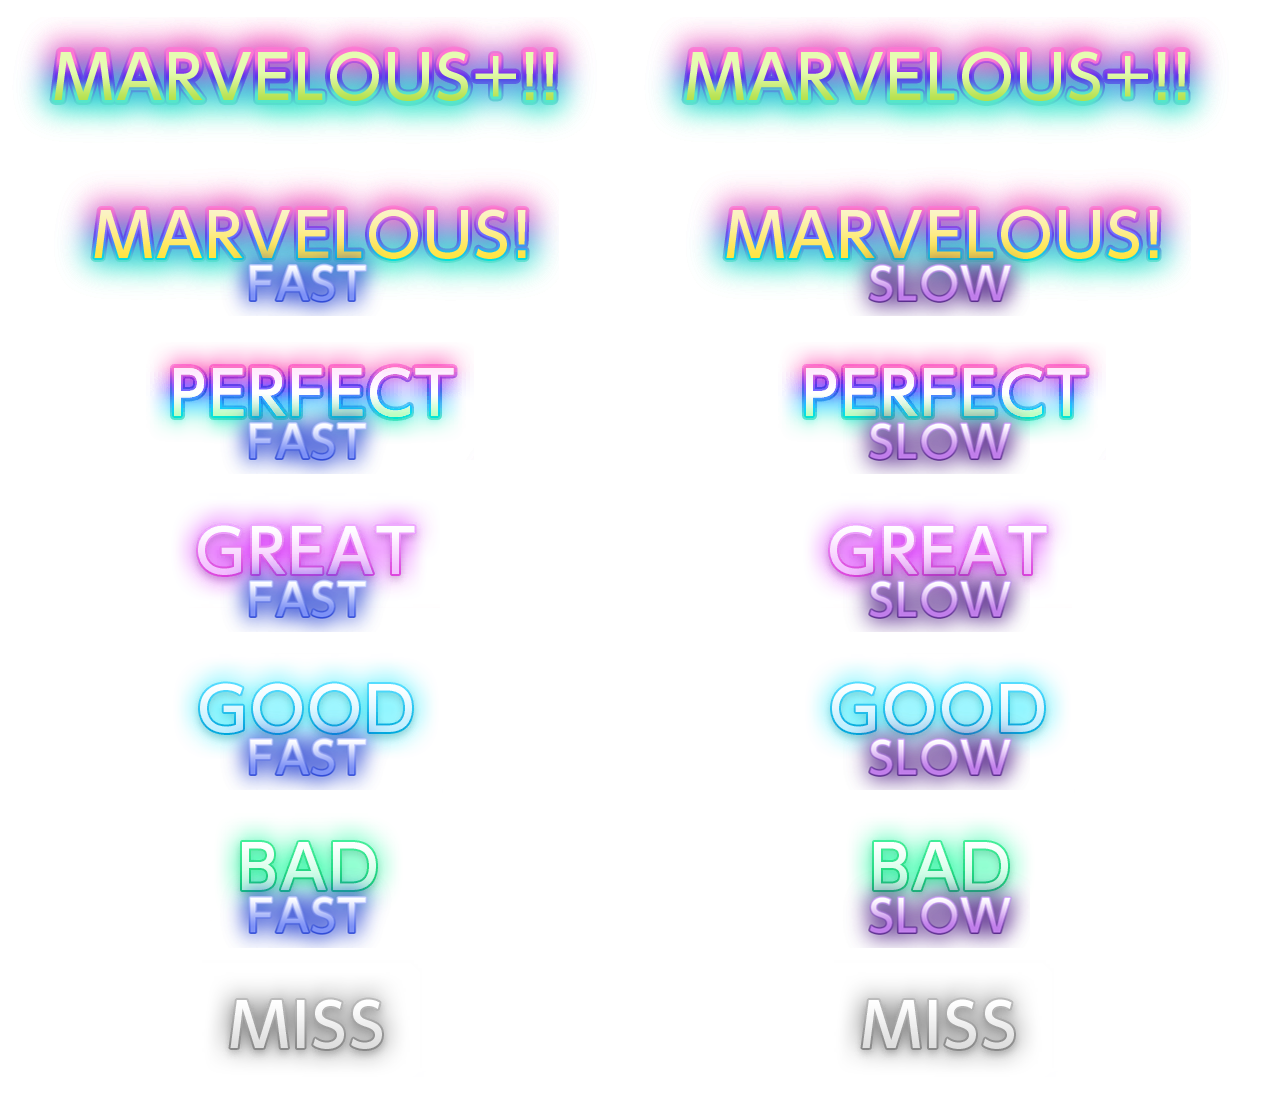 MARVELOUS+!! MARVELOUS+!!
MARVELOUS! MARVELOUS!
FAST SLOW
PERFECT PERFECT
FAST SLOW
GREAT GREAT
FAST SLOW
GOOD GOOD
FAST SLOW
BAD BAD
FAST SLOW
MISS MISS